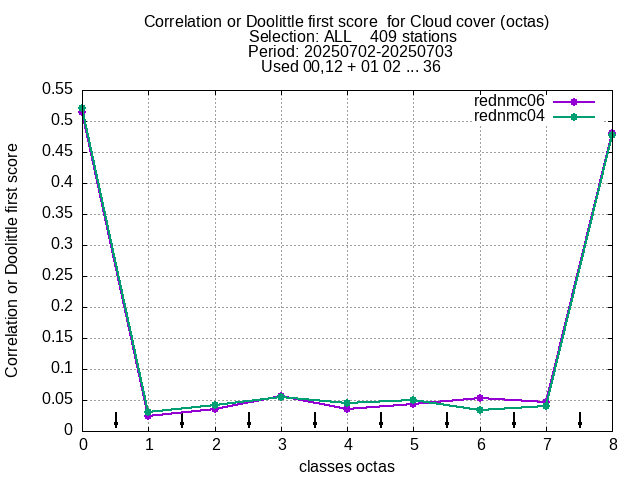 Correlation or Doolittle first score  for Cloud cover (octas)
Selection: ALL    409 stations
Period: 20250702-20250703
Used 00,12 + 01 02 ... 36
rednmc06
rednmc04
Correlation or Doolittle first score
0.55
0.5
0.45
0.4
0.35
0.3
0.25
0.2
0.15
0.1
0.05
0
0 1 2 3 4 5 6 7 8
classes octas